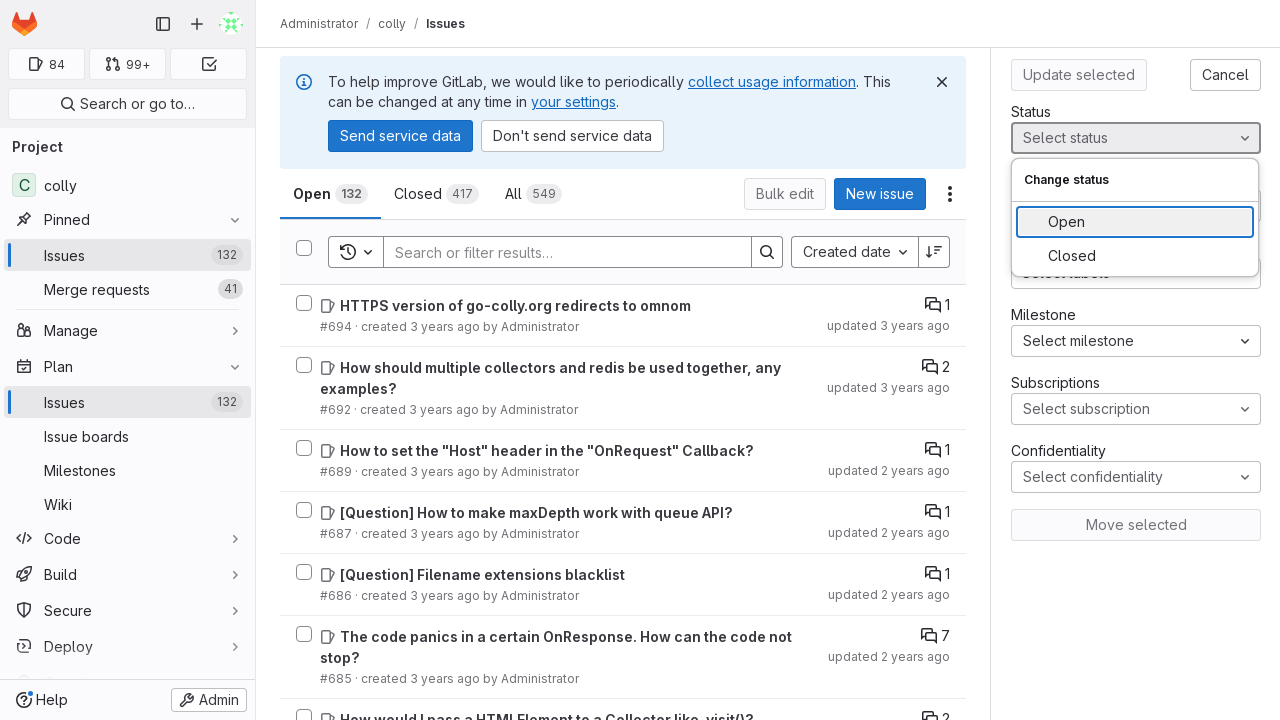 Administrator / colly / Issues
84
99+
Search or go to…
Project
C colly
Pinned
Issues 132
Merge requests 41
Manage
Plan
Issues 132
Issue boards
Milestones
Wiki
Code
Build
Secure
Deploy
Help
Admin
To help improve GitLab, we would like to periodically collect usage information. This
can be changed at any time in your settings.
Send service data
Don't send service data
Open 132
Closed 417
All 549
Bulk edit
New issue
Search or filter results…
Created date
HTTPS version of go-colly.org redirects to omnom
1
#694 · created 3 years ago by Administrator
updated 3 years ago
How should multiple collectors and redis be used together, any
examples?
2
#692 · created 3 years ago by Administrator
updated 3 years ago
How to set the "Host" header in the "OnRequest" Callback?
1
#689 · created 3 years ago by Administrator
updated 2 years ago
[Question] How to make maxDepth work with queue API?
1
#687 · created 3 years ago by Administrator
updated 2 years ago
[Question] Filename extensions blacklist
1
#686 · created 3 years ago by Administrator
updated 2 years ago
The code panics in a certain OnResponse. How can the code not
stop?
7
#685 · created 3 years ago by Administrator
updated 2 years ago
How would I pass a HTMLElement to a Collector like .visit()?
2
Update selected
Cancel
Status
Select status
Change status
Open
Closed
Select labels
Milestone
Select milestone
Subscriptions
Select subscription
Confidentiality
Select confidentiality
Move selected